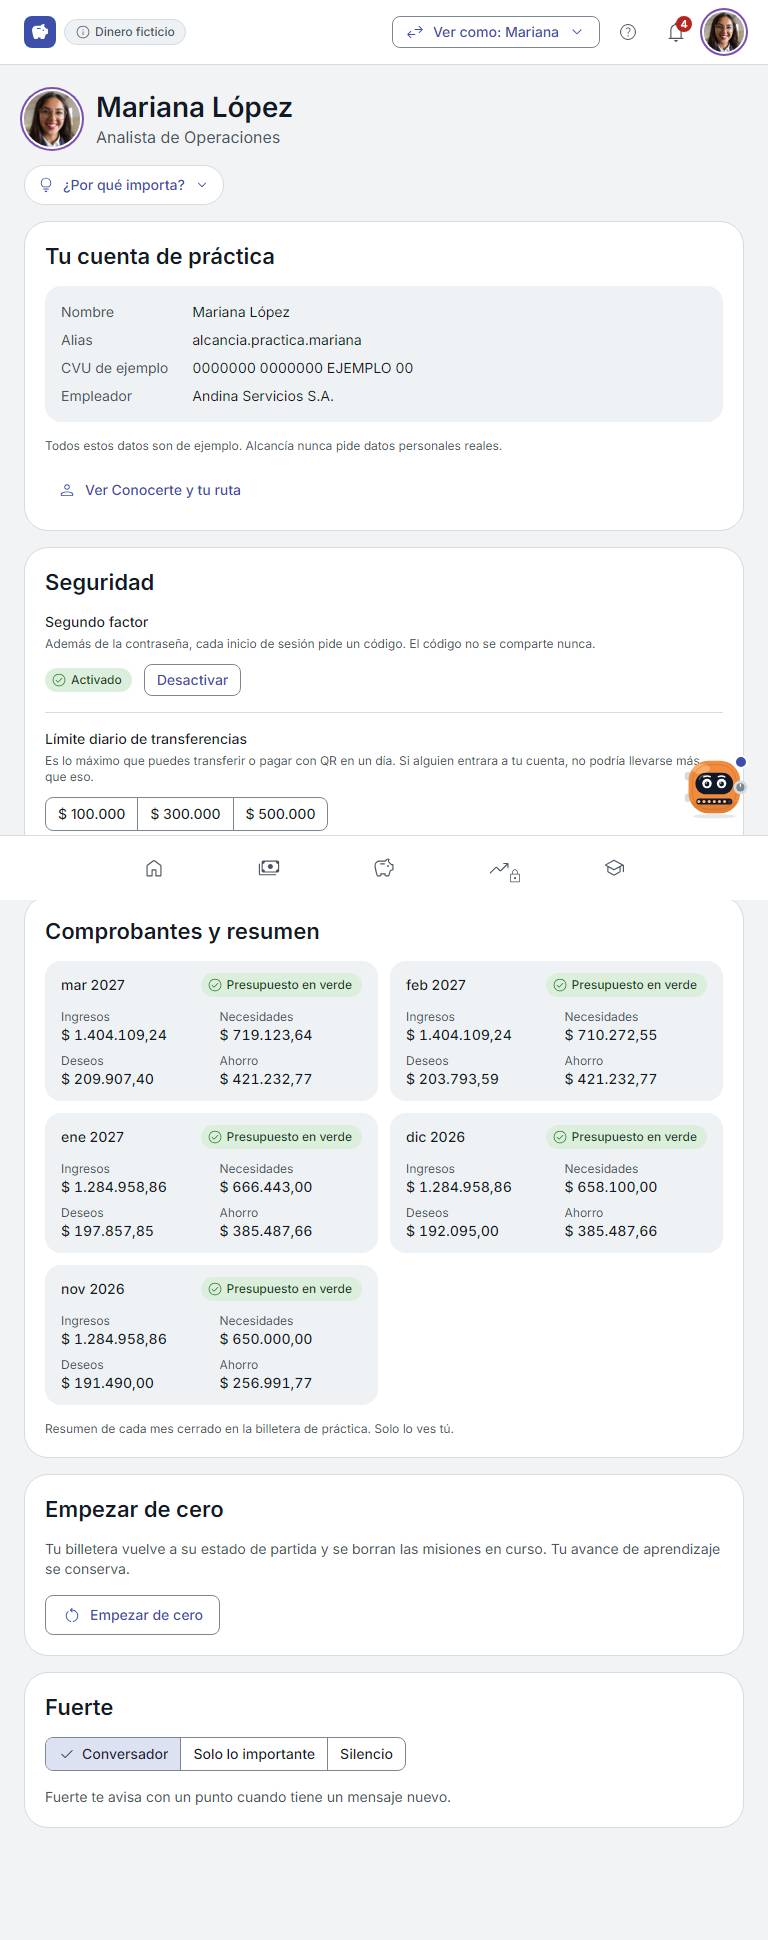 Dinero ficticio
Ver como: Mariana
4
Mariana López
Analista de Operaciones
¿Por qué importa?
Tu cuenta de práctica
Nombre Mariana López
Alias alcancia.practica.mariana
CVU de ejemplo 0000000 0000000 EJEMPLO 00
Empleador Andina Servicios S.A.
Todos estos datos son de ejemplo. Alcancía nunca pide datos personales reales.
Ver Conocerte y tu ruta
Seguridad
Segundo factor
Además de la contraseña, cada inicio de sesión pide un código. El código no se comparte nunca.
Activado Desactivar
Límite diario de transferencias
Es lo máximo que puedes transferir o pagar con QR en un día. Si alguien entrara a tu cuenta, no podría llevarse más
que eso.
$ 100.000 $ 300.000 $ 500.000
Comprobantes y resumen
mar 2027 Presupuesto en verde
Ingresos Necesidades
$ 1.404.109,24 $ 719.123,64
Deseos Ahorro
$ 209.907,40 $ 421.232,77
feb 2027 Presupuesto en verde
Ingresos Necesidades
$ 1.404.109,24 $ 710.272,55
Deseos Ahorro
$ 203.793,59 $ 421.232,77
ene 2027 Presupuesto en verde
Ingresos Necesidades
$ 1.284.958,86 $ 666.443,00
Deseos Ahorro
$ 197.857,85 $ 385.487,66
dic 2026 Presupuesto en verde
Ingresos Necesidades
$ 1.284.958,86 $ 658.100,00
Deseos Ahorro
$ 192.095,00 $ 385.487,66
nov 2026 Presupuesto en verde
Ingresos Necesidades
$ 1.284.958,86 $ 650.000,00
Deseos Ahorro
$ 191.490,00 $ 256.991,77
Resumen de cada mes cerrado en la billetera de práctica. Solo lo ves tú.
Empezar de cero
Tu billetera vuelve a su estado de partida y se borran las misiones en curso. Tu avance de aprendizaje
se conserva.
Empezar de cero
Fuerte
Conversador Solo lo importante Silencio
Fuerte te avisa con un punto cuando tiene un mensaje nuevo.